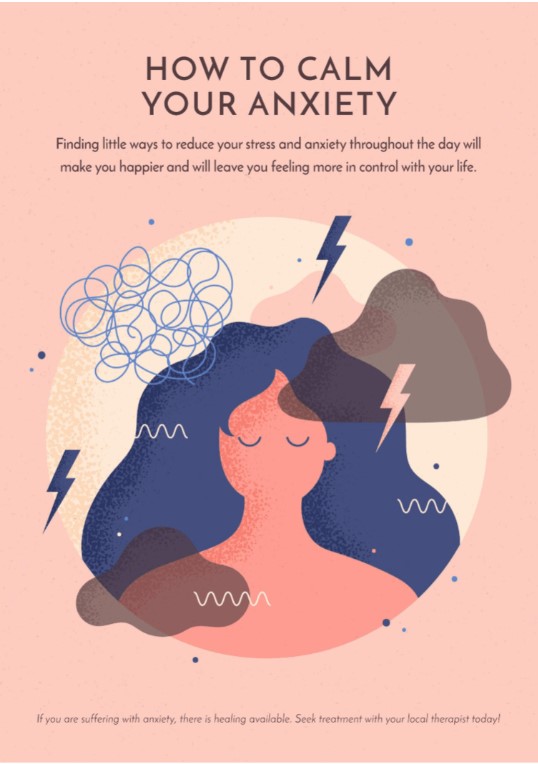 HOW TO CALM
YOUR ANXIETY
Finding little ways to reduce your stress and anxiety throughout the day will
make you happier and will leave you feeling more in control with your life.
If you are suffering with anxiety, there is healing available. Seek treatment with your local therapist today!